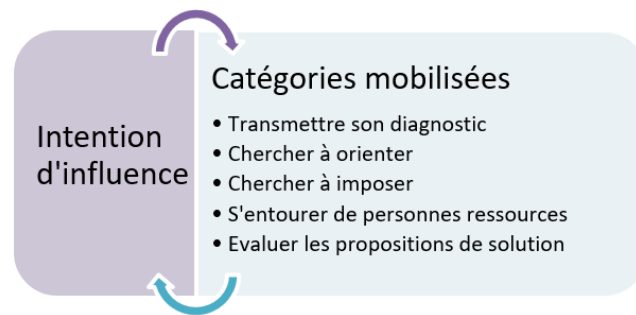 Intention
d'influence
Catégories mobilisées
• Transmettre son diagnostic
• Chercher à orienter
• Chercher à imposer
• S'entourer de personnes ressources
• Evaluer les propositions de solution